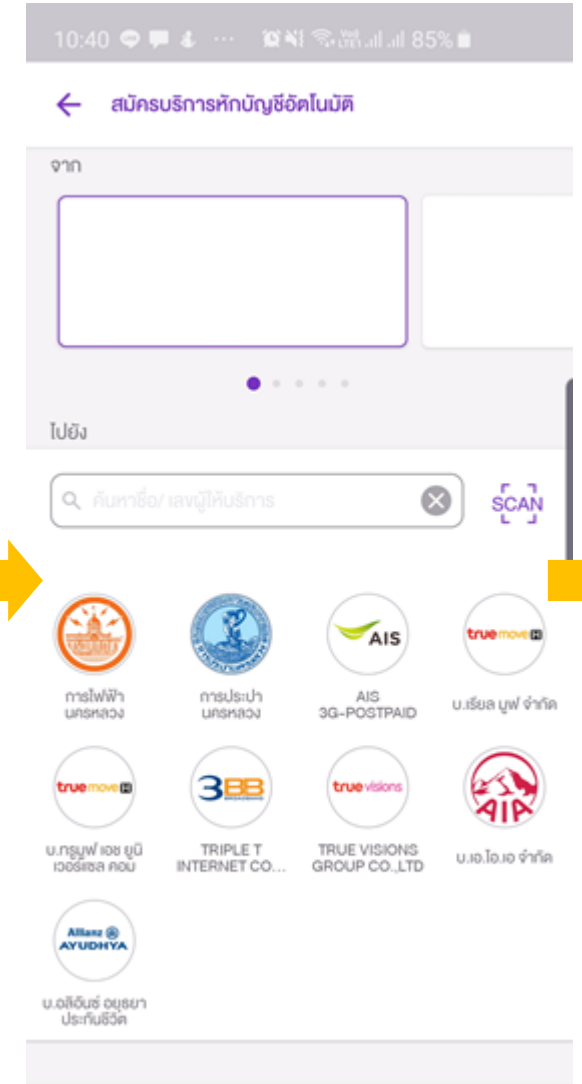 10:40
85%
สมัครบริการหักบัญชีอัตโนมัติ
จาก
ไปยัง
ค้นหาชื่อ/ เลขผู้ให้บริการ
SCAN
AIS
true move H
การไฟฟ้า
นครหลวง
การประปา
นครหลวง
AIS
3G-POSTPAID
บ.เรียล มูฟ จำกัด
true move H
3BB
BROADBAND
true visions
AIA
บ.ทรูมูฟ เอช ยูนิ
เวอร์แซล คอม
TRIPLE T
INTERNET CO...
TRUE VISIONS
GROUP CO.,LTD
บ.เอ.ไอ.เอ จำกัด
Allianz
AYUDHYA
บ.อลิอันซ์ อยุธยา
ประกันชีวิต